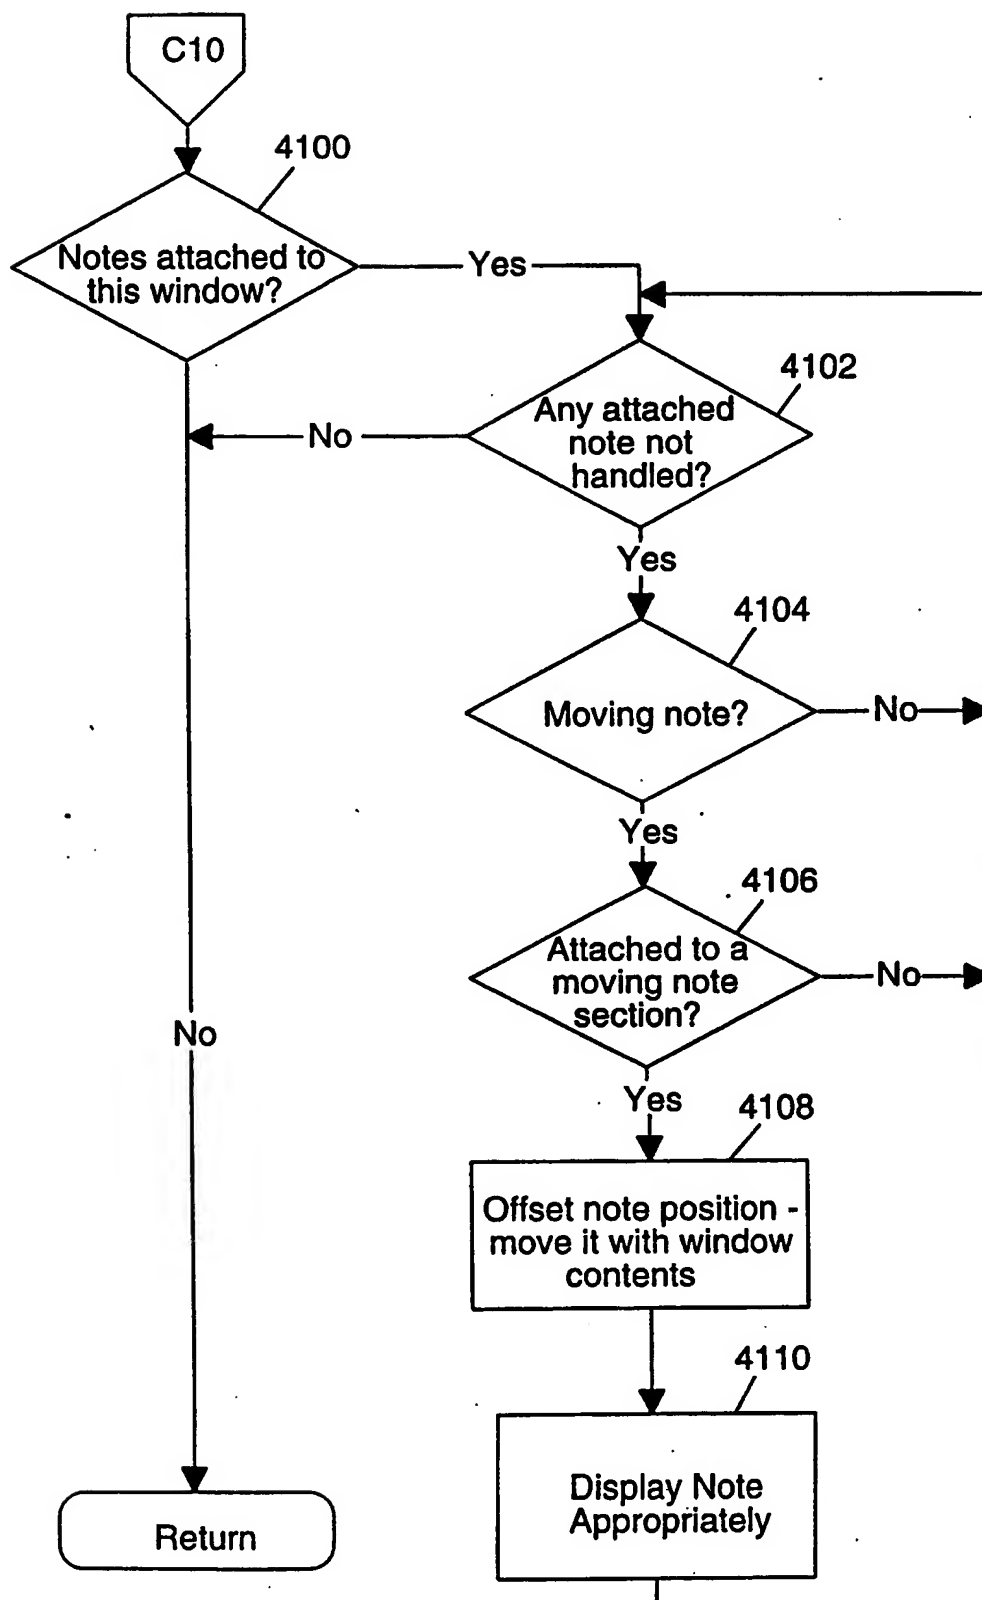 C10
4100
Notes attached to
this window?
Yes
4102
Any attached
note not
handled?
No
Yes
4104
Moving note?
No
Yes
4106
Attached to a
moving note
section?
No
Yes
No
4108
Offset note position -
move it with window
contents
4110
Display Note
Appropriately
Return